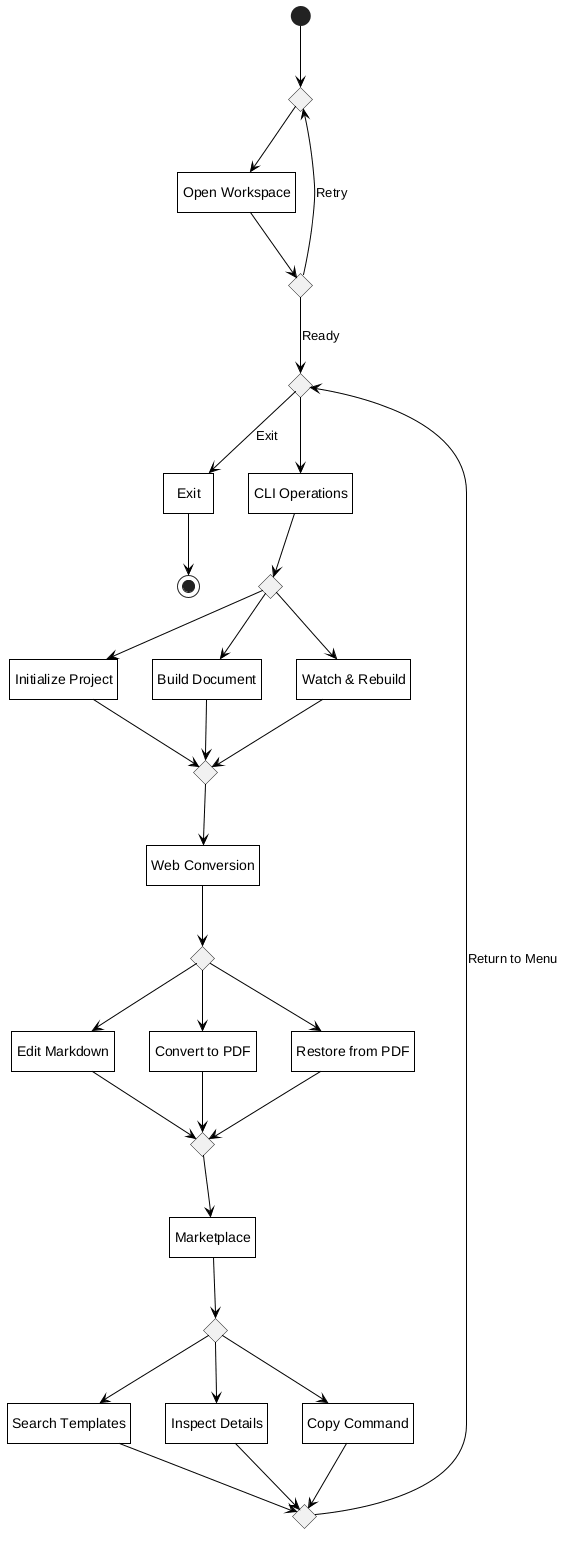 Open Workspace
Retry
Ready
Exit
Exit
CLI Operations
Initialize Project
Build Document
Watch & Rebuild
Web Conversion
Return to Menu
Edit Markdown
Convert to PDF
Restore from PDF
Marketplace
Search Templates
Inspect Details
Copy Command